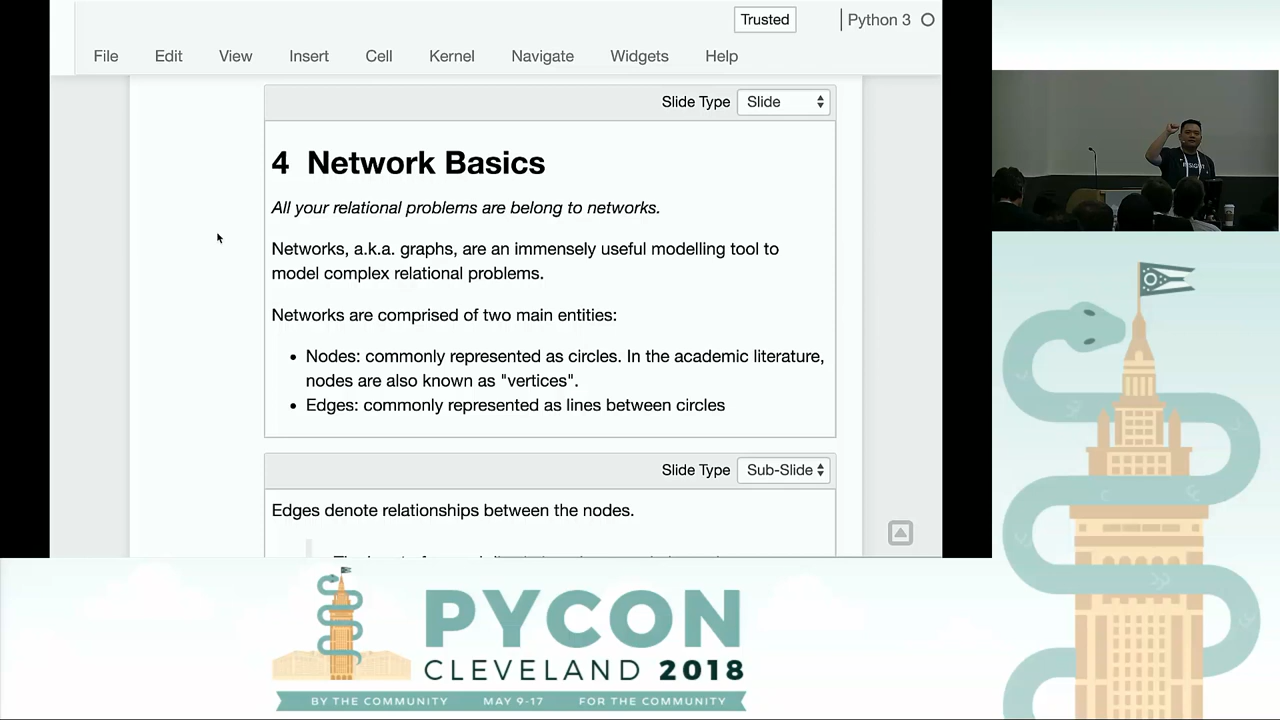 Trusted
Python 3
File Edit View Insert Cell Kernel Navigate Widgets Help
Slide Type Slide
4 Network Basics
All your relational problems are belong to networks.
Networks, a.k.a. graphs, are an immensely useful modelling tool to
model complex relational problems.
Networks are comprised of two main entities:
• Nodes: commonly represented as circles. In the academic literature,
nodes are also known as "vertices".
• Edges: commonly represented as lines between circles
Slide Type Sub-Slide
Edges denote relationships between the nodes.
PYCON
CLEVELAND 2018
BY THE COMMUNITY MAY 9-17 FOR THE COMMUNITY